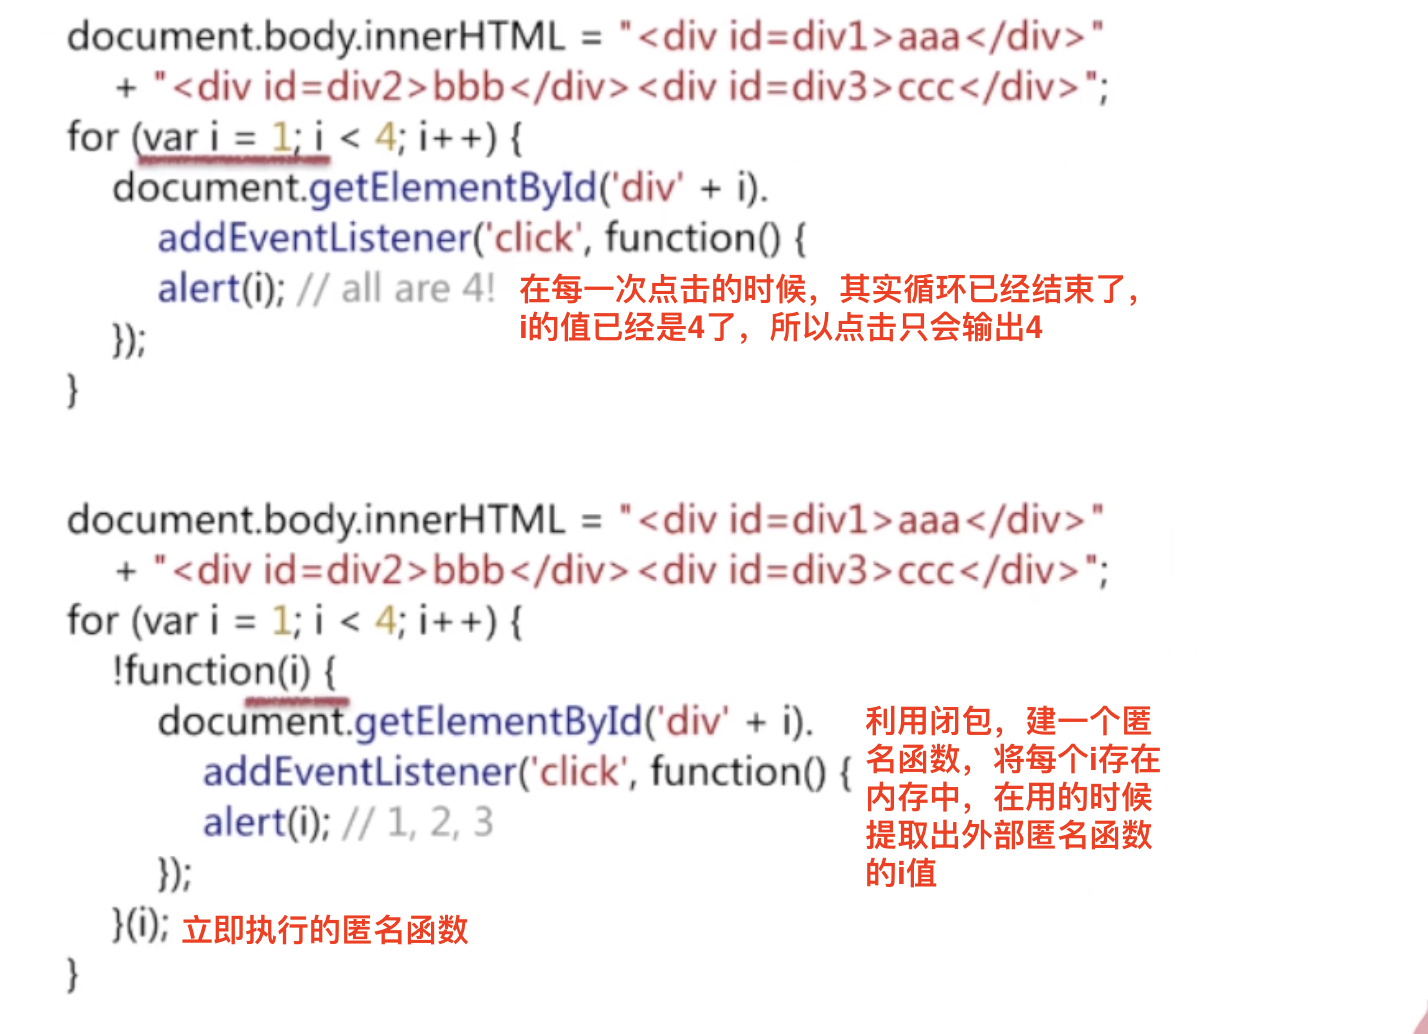 document.body.innerHTML = "<div id=div1>aaa</div>"
+ "<div id=div2>bbb</div><div id=div3>ccc</div>";
for (var i = 1; i < 4; i++) {
document.getElementById('div' + i).
addEventListener('click', function() {
alert(i); // all are 4! 在每一次点击的时候，其实循环已经结束了，
i的值已经是4了，所以点击只会输出4
});
}
document.body.innerHTML = "<div id=div1>aaa</div>"
+ "<div id=div2>bbb</div><div id=div3>ccc</div>";
for (var i = 1; i < 4; i++) {
!function(i) {
document.getElementById('div' + i).
addEventListener('click', function() {
alert(i); // 1, 2, 3
});
}(i); 立即执行的匿名函数
}
利用闭包，建一个匿
名函数，将每个i存在
内存中，在用的时候
提取出外部匿名函数
的i值